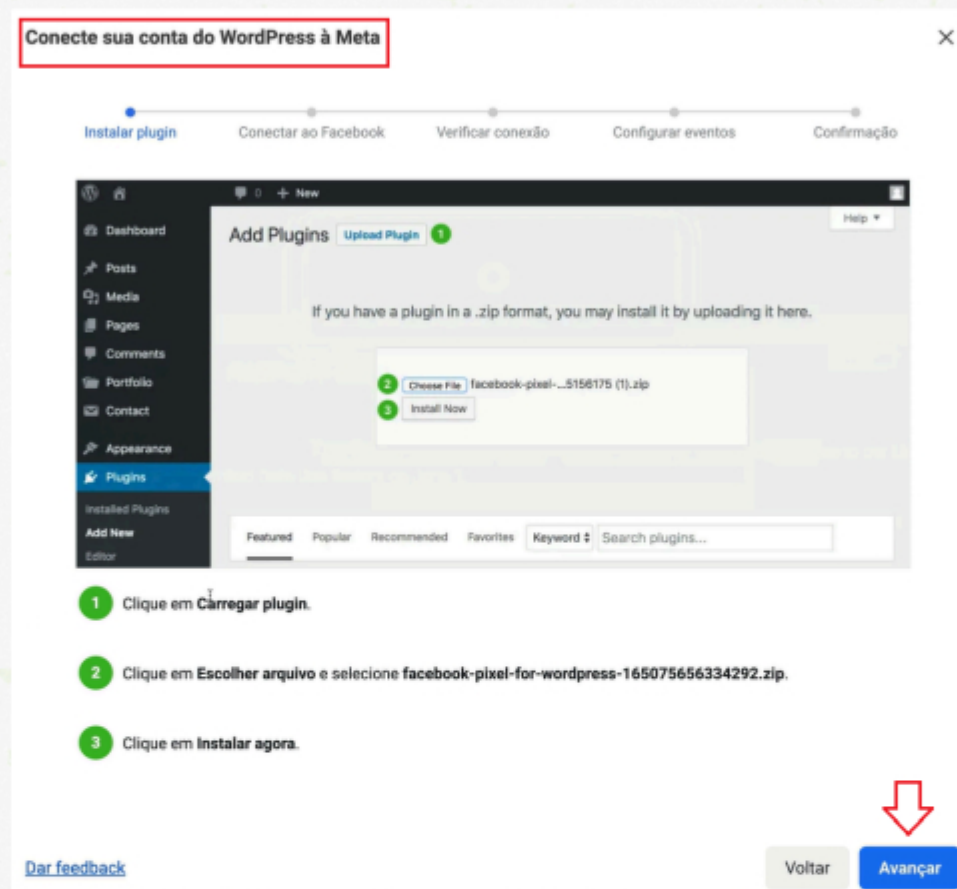 Conecte sua conta do WordPress à Meta
Instalar plugin
Conectar ao Facebook
Verificar conexão
Configurar eventos
Confirmação
0 + New
Dashboard
Posts
Media
Pages
Comments
Portfolio
Contact
Appearance
Plugins
Installed Plugins
Add New
Editor
Help
Add Plugins Upload Plugin 1
If you have a plugin in a .zip format, you may install it by uploading it here.
2 Choose File facebook-pixel-...5156175 (1).zip
3 Install Now
Featured Popular Recommended Favorites Keyword Search plugins...
1 Clique em Carregar plugin.
2 Clique em Escolher arquivo e selecione facebook-pixel-for-wordpress-165075656334292.zip.
3 Clique em Instalar agora.
Dar feedback
Voltar
Avançar